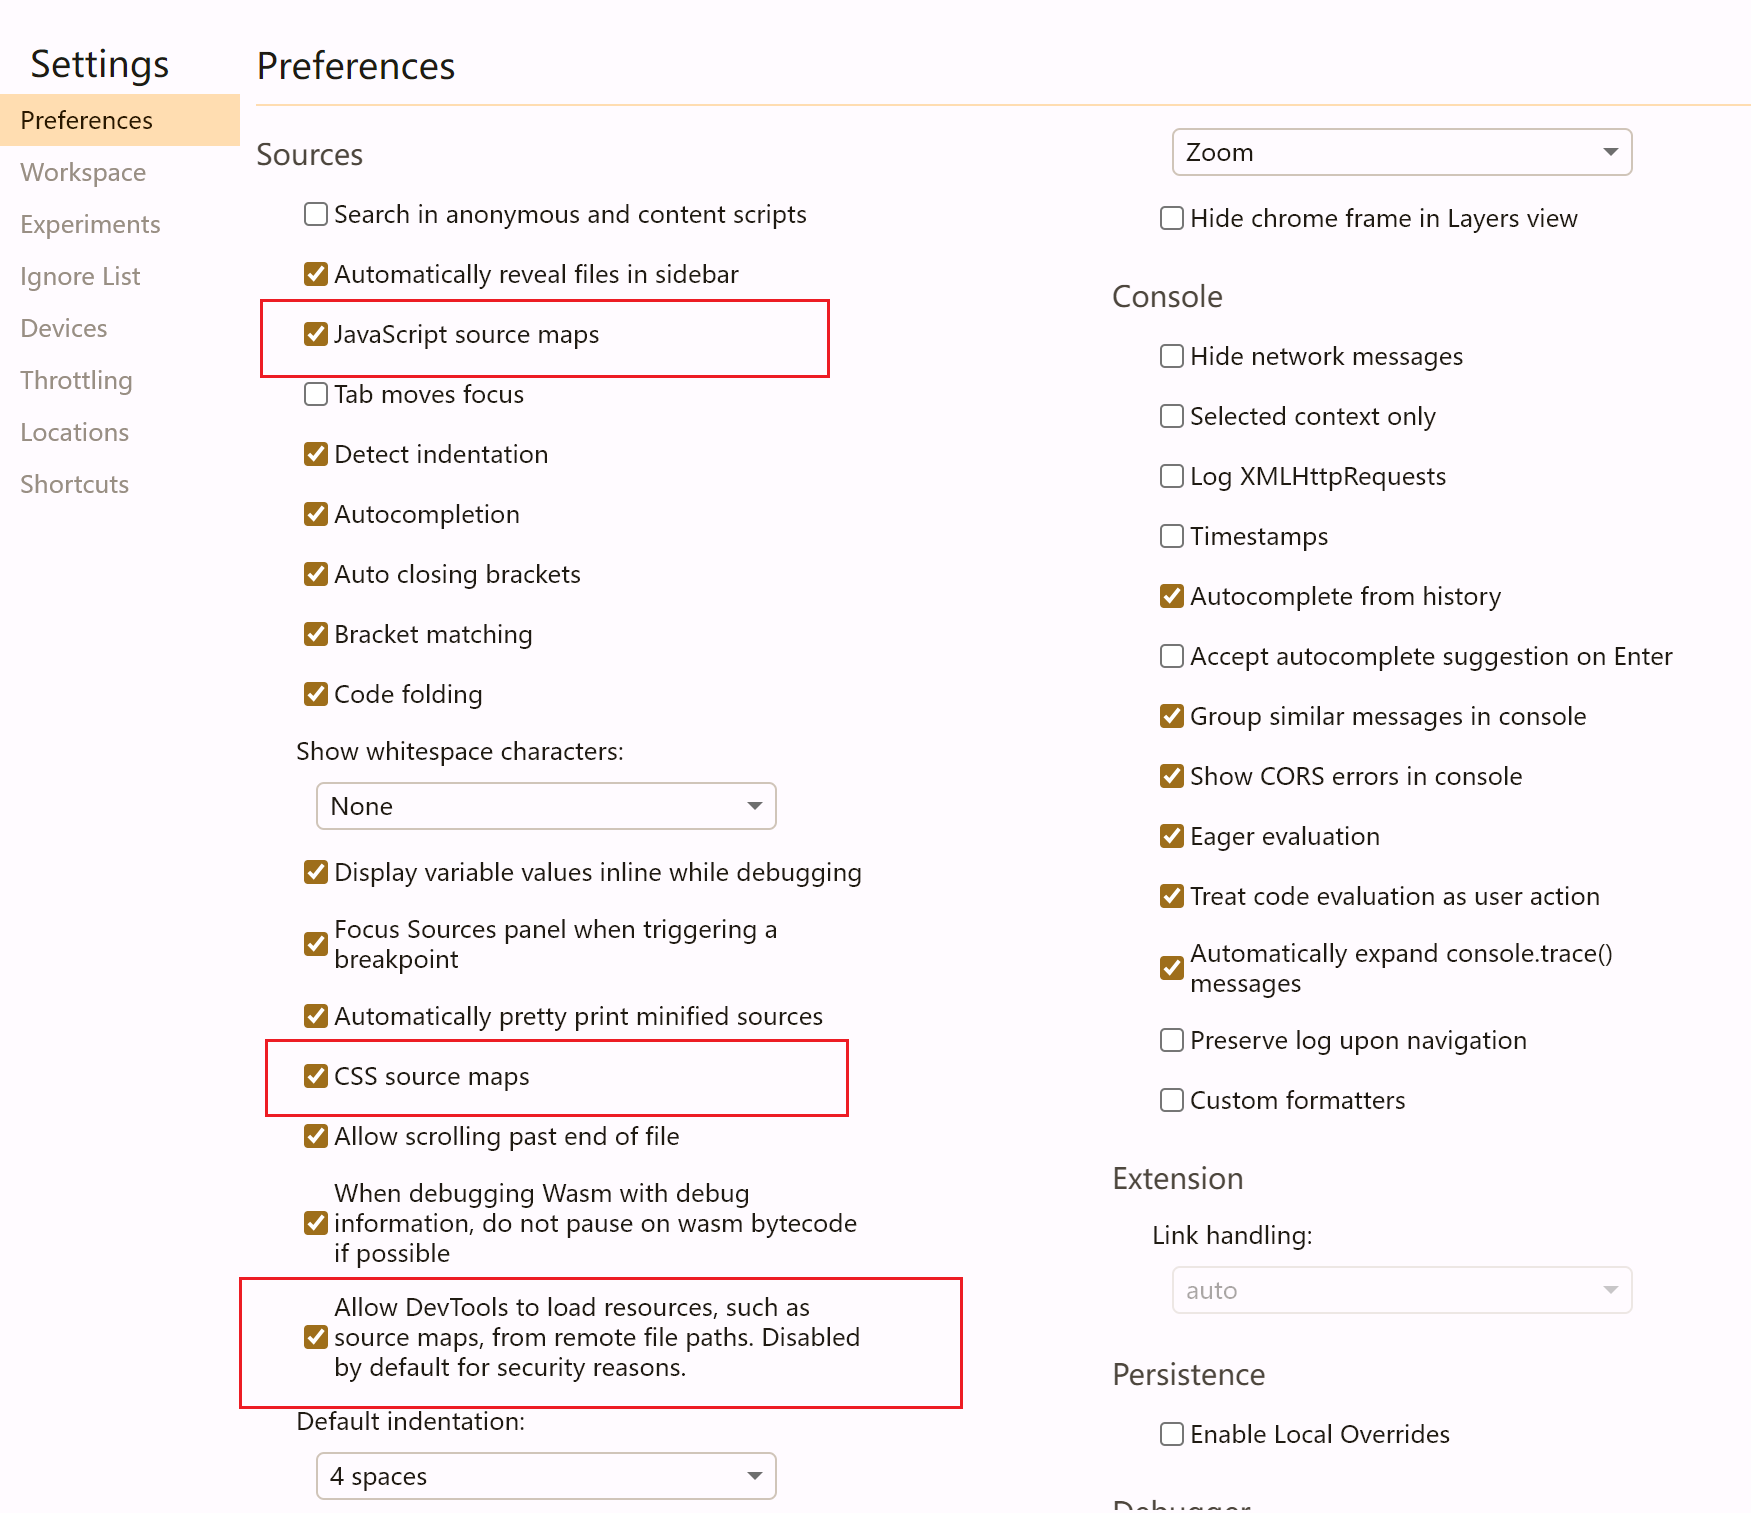 Settings
Preferences
Workspace
Experiments
Ignore List
Devices
Throttling
Locations
Shortcuts
Preferences
Sources
Search in anonymous and content scripts
Automatically reveal files in sidebar
JavaScript source maps
Tab moves focus
Detect indentation
Autocompletion
Auto closing brackets
Bracket matching
Code folding
Show whitespace characters:
None
Display variable values inline while debugging
Focus Sources panel when triggering a
breakpoint
Automatically pretty print minified sources
CSS source maps
Allow scrolling past end of file
When debugging Wasm with debug
information, do not pause on wasm bytecode
if possible
Allow DevTools to load resources, such as
source maps, from remote file paths. Disabled
by default for security reasons.
Default indentation:
4 spaces
Zoom
Hide chrome frame in Layers view
Console
Hide network messages
Selected context only
Log XMLHttpRequests
Timestamps
Autocomplete from history
Accept autocomplete suggestion on Enter
Group similar messages in console
Show CORS errors in console
Eager evaluation
Treat code evaluation as user action
Automatically expand console.trace()
messages
Preserve log upon navigation
Custom formatters
Extension
Link handling:
auto
Persistence
Enable Local Overrides
Debugger